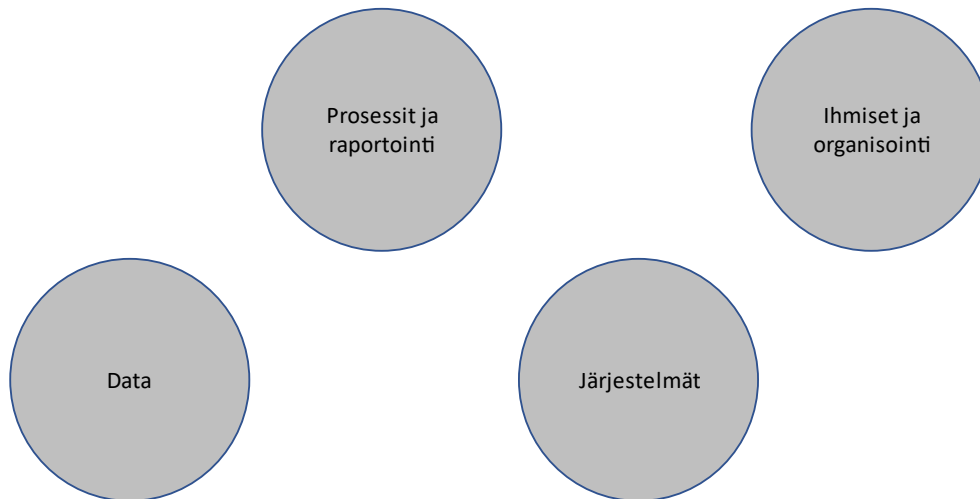 Prosessit ja
raportointi
Ihmiset ja
organisointi
Data
Järjestelmät